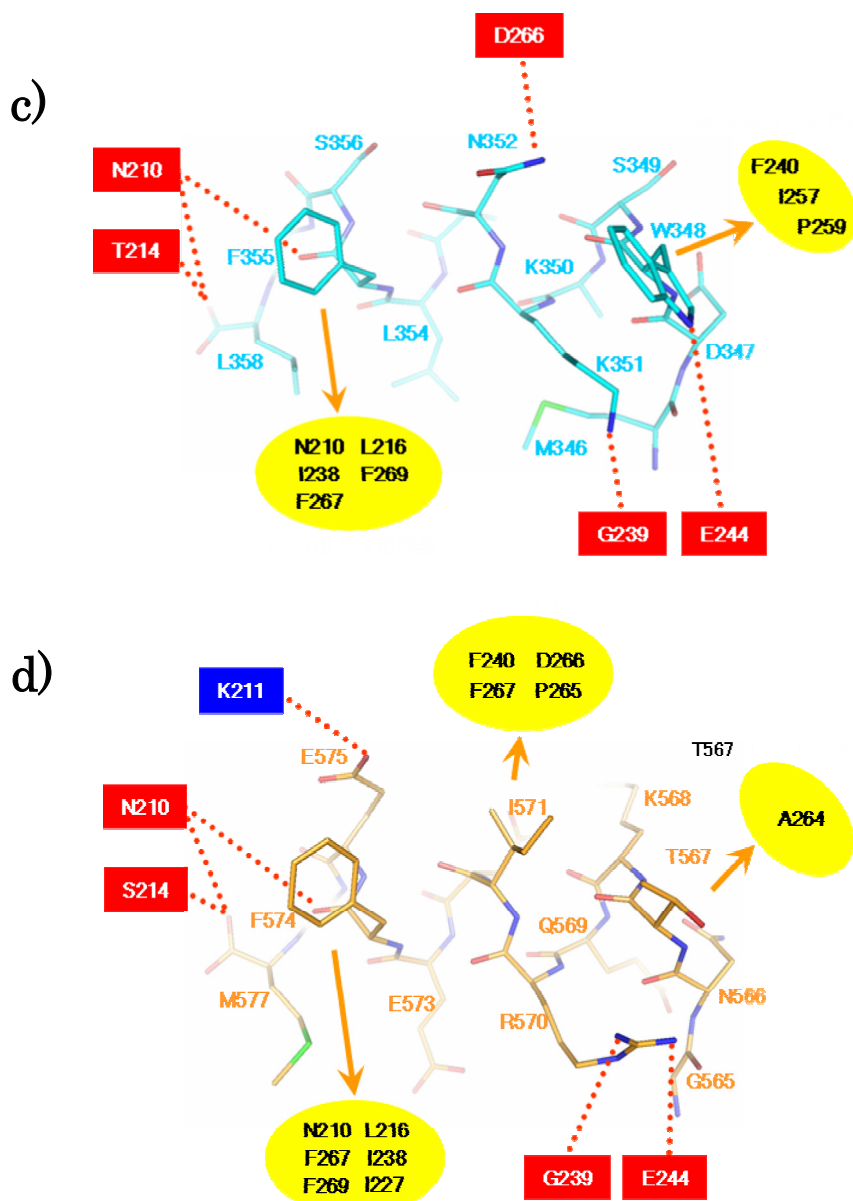 c)
D266
N352
S356
S349
N210
F240
I257
P259
W348
T214
F355
K350
L354
L358
D347
K351
M346
N210 L216
I238 F269
F267
G239 E244
d)
F240 D266
F267 P265
K211
T567
E575
K568
I571
N210
A264
T567
S214
F574
Q569
M577
E573
N566
R570
G565
N210 L216
F267 I238
F269 I227
G239 E244